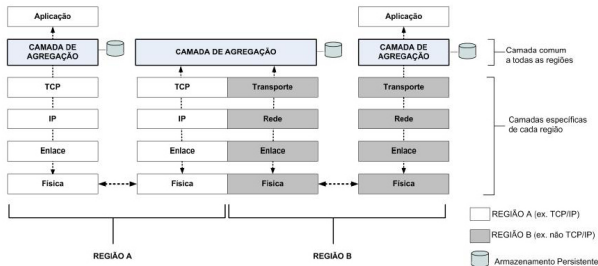 Aplicação
Aplicação
CAMADA DE
AGREGAÇÃO
CAMADA DE AGREGAÇÃO
CAMADA DE
AGREGAÇÃO
Camada comum
a todas as regiões
TCP
TCP
Transporte
Transporte
IP
IP
Rede
Rede
Camadas específicas
de cada região
Enlace
Enlace
Enlace
Enlace
Física
Física
Física
Física
REGIÃO A
REGIÃO B
REGIÃO A (ex. TCP/IP)
REGIÃO B (ex. não TCP/IP)
Armazenamento Persistente